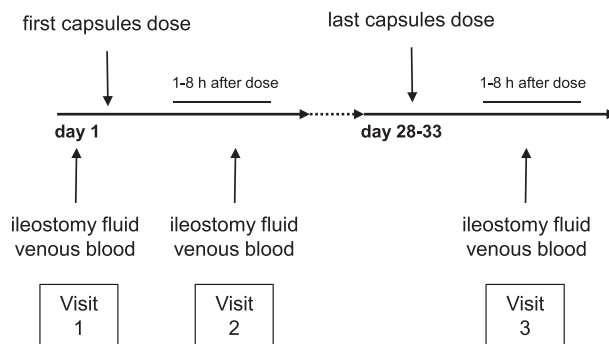 first capsules dose
last capsules dose
1-8 h after dose
1-8 h after dose
day 1
day 28-33
ileostomy fluid
venous blood
ileostomy fluid
venous blood
ileostomy fluid
venous blood
Visit
1
Visit
2
Visit
3